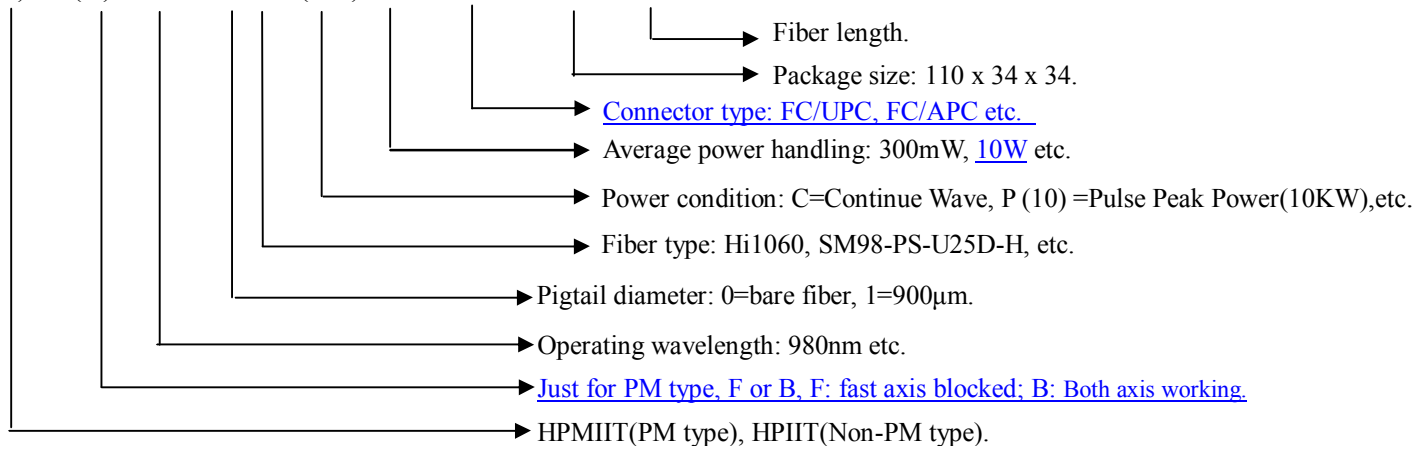 Fiber length.
Package size: 110 x 34 x 34.
Connector type: FC/UPC, FC/APC etc.
Average power handling: 300mW, 10W etc.
Power condition: C=Continue Wave, P (10) =Pulse Peak Power(10KW),etc.
Fiber type: Hi1060, SM98-PS-U25D-H, etc.
Pigtail diameter: 0=bare fiber, 1=900μm.
Operating wavelength: 980nm etc.
Just for PM type, F or B, F: fast axis blocked; B: Both axis working.
HPMIIT(PM type), HPIIT(Non-PM type).